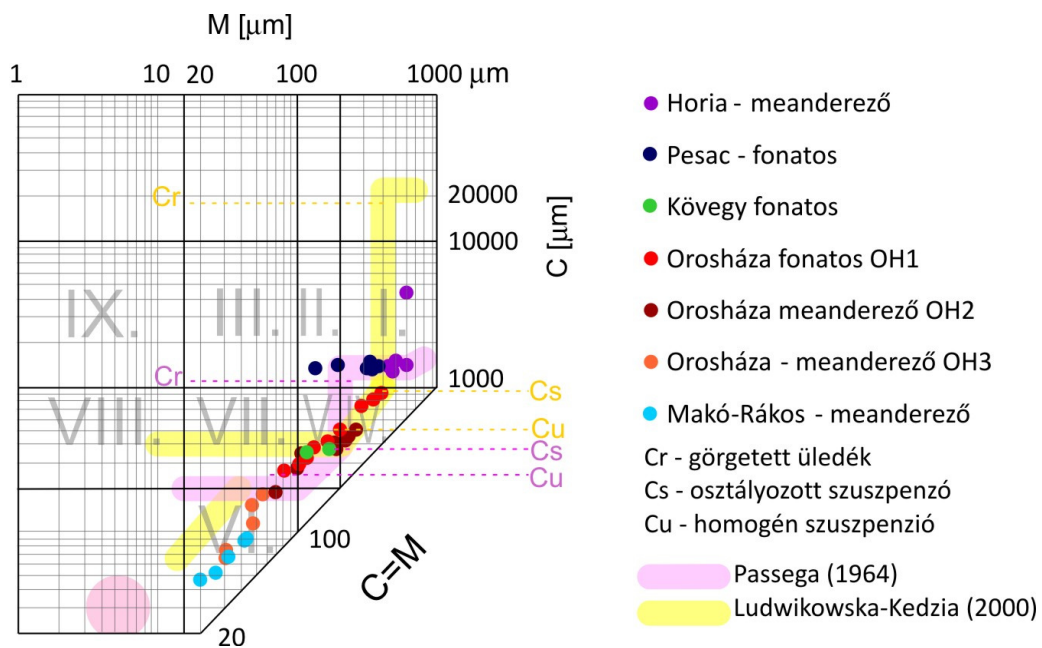 M [µm]
1 10 20 100 1000 µm
Cr
20000
10000
C [µm]
IX. III. II. I.
Cr
1000
Cs
VIII. VII. V. IV.
Cu
Cs
Cu
VI.
100
C=M
20
Horia - meanderező
Pesac - fonatos
Kövegy fonatos
Orosháza fonatos OH1
Orosháza meanderező OH2
Orosháza - meanderező OH3
Makó-Rákos - meanderező
Cr - görgetett üledék
Cs - osztályozott szuszpenzó
Cu - homogén szuszpenzió
Passega (1964)
Ludwikowska-Kedzia (2000)